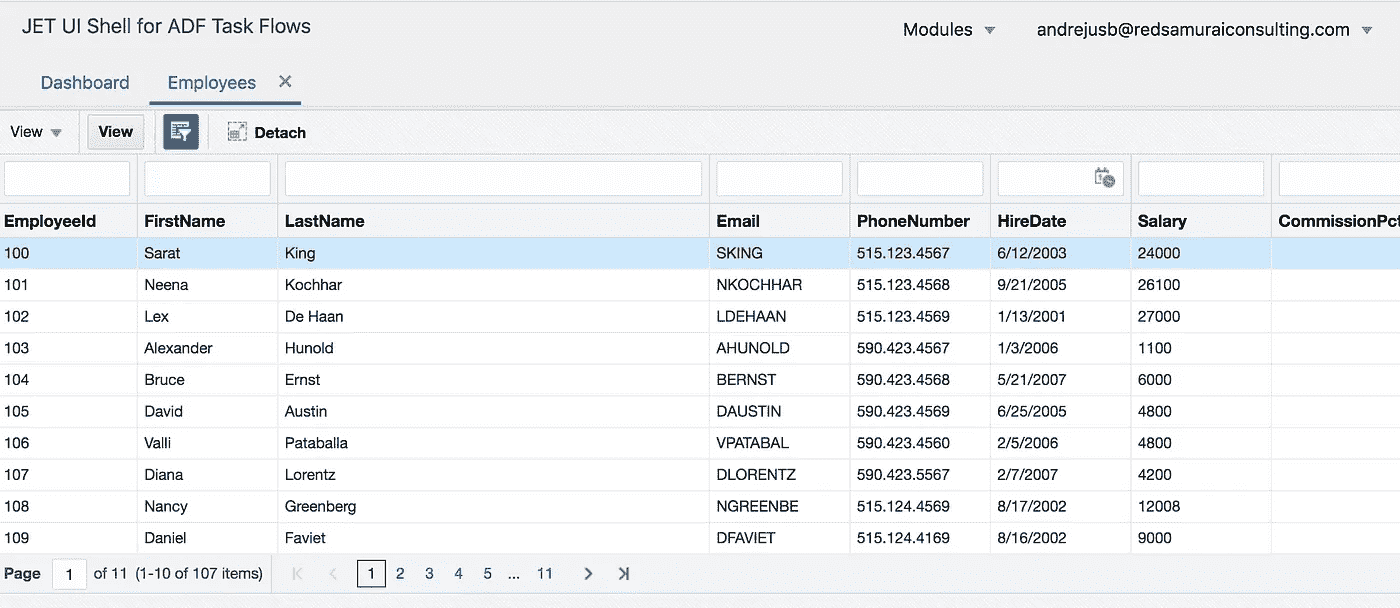 JET UI Shell for ADF Task Flows Modules andrejusb@redsamuraiconsulting.com
Dashboard Employees
View View Detach
EmployeeId FirstName LastName Email PhoneNumber HireDate Salary CommissionPct
100 Sarat King SKING 515.123.4567 6/12/2003 24000
101 Neena Kochhar NKOCHHAR 515.123.4568 9/21/2005 26100
102 Lex De Haan LDEHAAN 515.123.4569 1/13/2001 27000
103 Alexander Hunold AHUNOLD 590.423.4567 1/3/2006 1100
104 Bruce Ernst BERNST 590.423.4568 5/21/2007 6000
105 David Austin DAUSTIN 590.423.4569 6/25/2005 4800
106 Valli Pataballa VPATABAL 590.423.4560 2/5/2006 4800
107 Diana Lorentz DLORENTZ 590.423.5567 2/7/2007 4200
108 Nancy Greenberg NGREENBE 515.124.4569 8/17/2002 12008
109 Daniel Faviet DFAVIET 515.124.4169 8/16/2002 9000
Page 1 of 11 (1-10 of 107 items) 1 2 3 4 5 ... 11